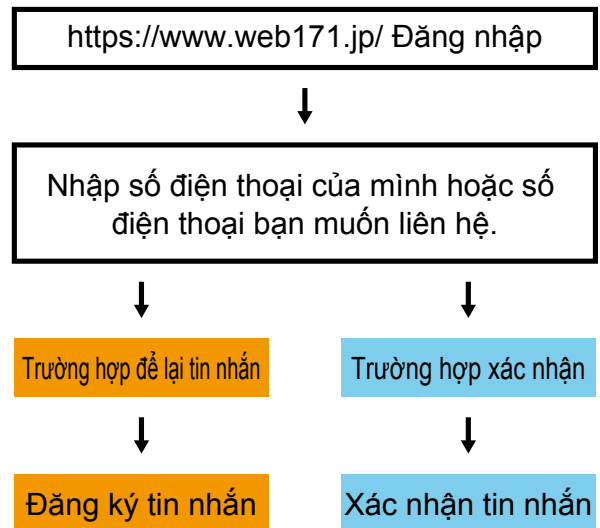 https://www.web171.jp/ Đăng nhập
Nhập số điện thoại của mình hoặc số
điện thoại bạn muốn liên hệ.
Trường hợp để lại tin nhắn
Trường hợp xác nhận
Đăng ký tin nhắn
Xác nhận tin nhắn